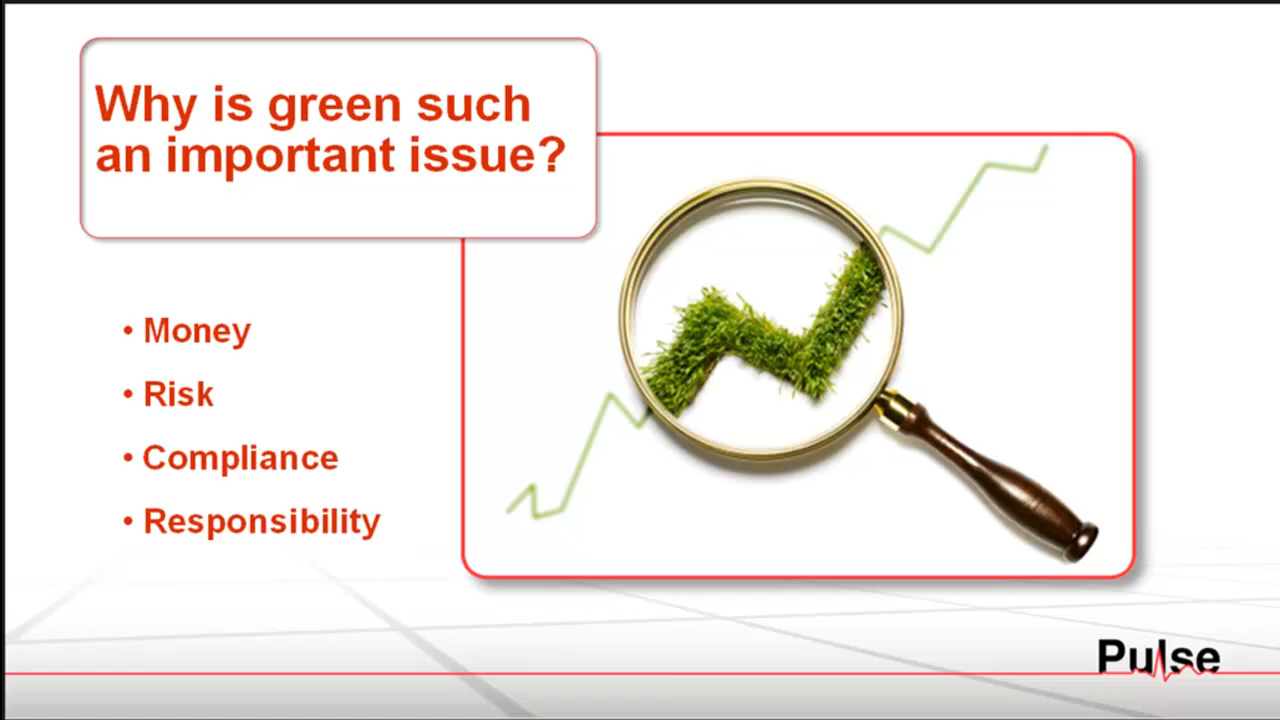 Why is green such
an important issue?
• Money
• Risk
• Compliance
• Responsibility
Pulse